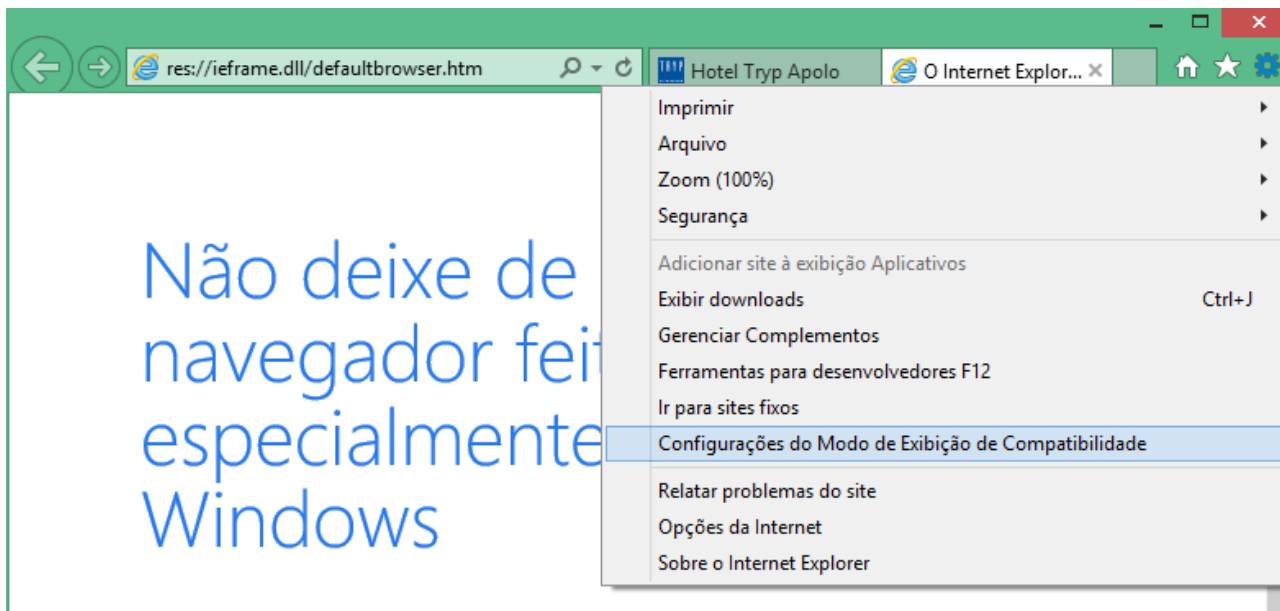 res://ieframe.dll/defaultbrowser.htm
TRYP Hotel Tryp Apolo
O Internet Explor...
Imprimir
Arquivo
Zoom (100%)
Segurança
Adicionar site à exibição Aplicativos
Exibir downloads Ctrl+J
Gerenciar Complementos
Ferramentas para desenvolvedores F12
Ir para sites fixos
Configurações do Modo de Exibição de Compatibilidade
Relatar problemas do site
Opções da Internet
Sobre o Internet Explorer
Não deixe de
navegador fei
especialmente
Windows